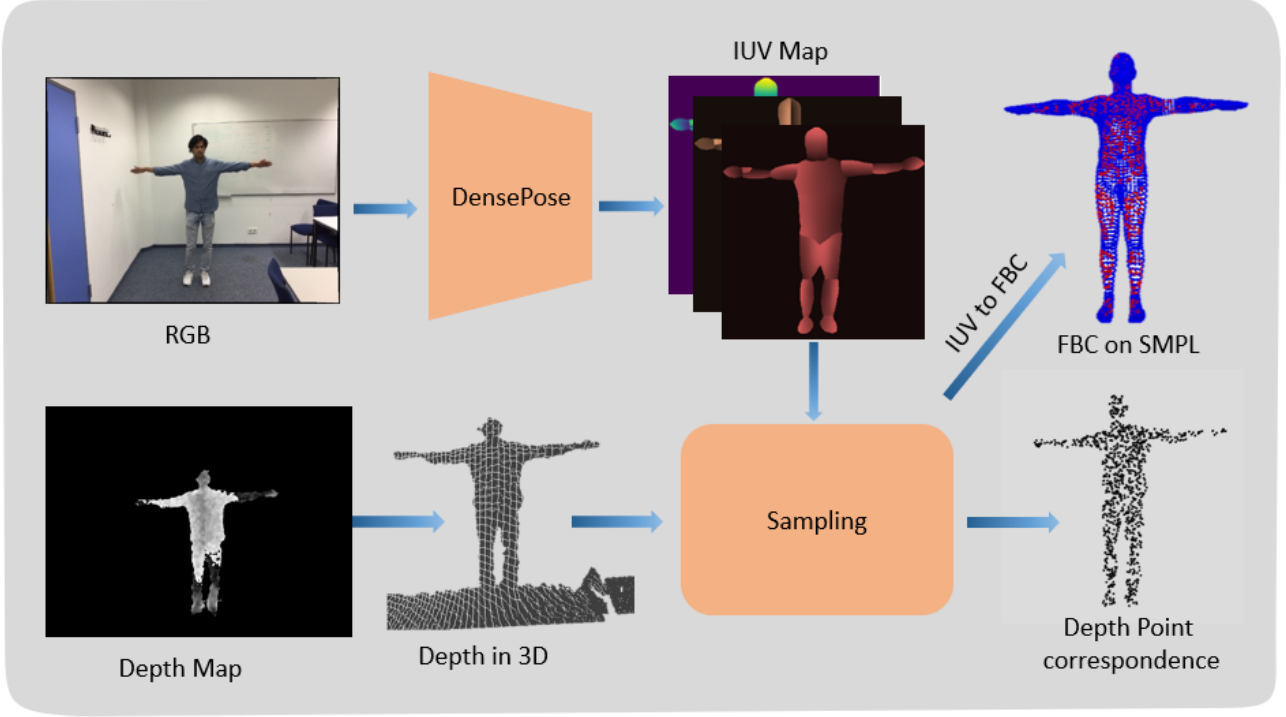 IUV Map
DensePose
RGB
IUV to FBC
FBC on SMPL
Sampling
Depth Map
Depth in 3D
Depth Point
correspondence